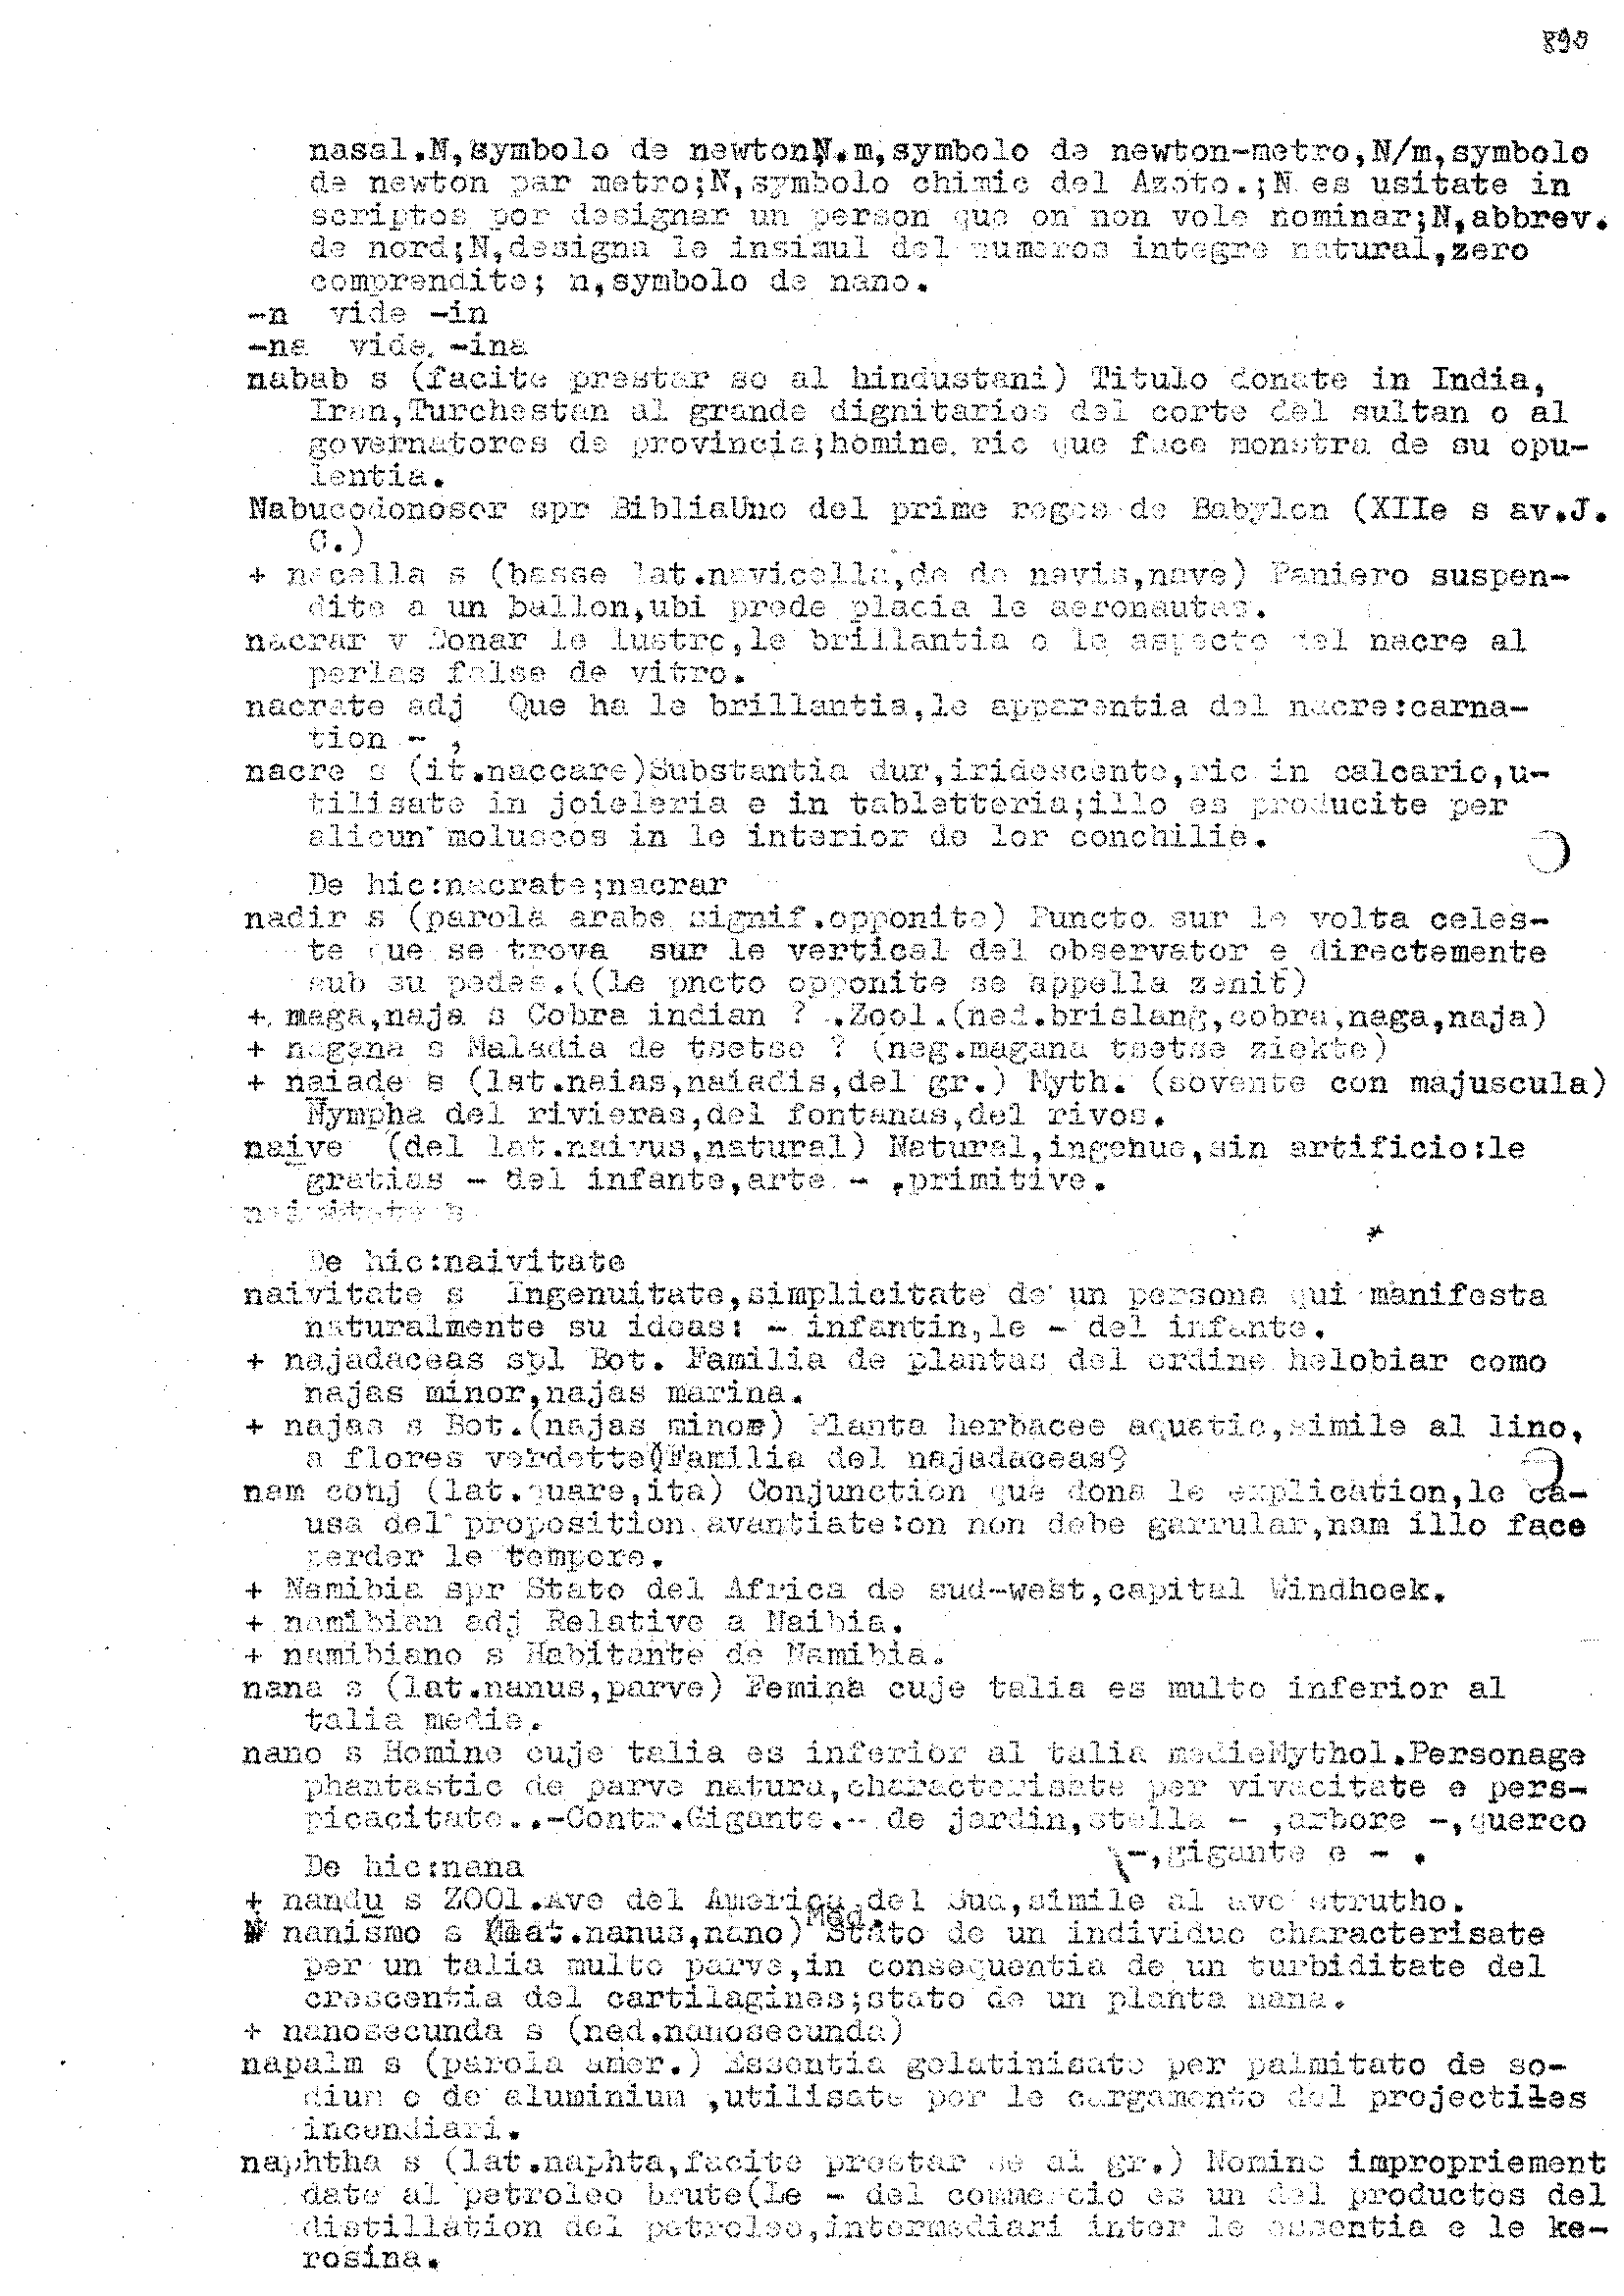 890
nasal.N,symbolo de newtonN.m,symbolo de newton-metro,N/m,symbolo
de newton par metro;N,symbolo chimic del Azoto.;N es usitate in
scriptos por designar un person que on non vole nominar;N,abbrev.
de nord;N,designa le insimul del numeros integre natural,zero
comprendite; n,symbolo de nano.
-n vide -in
-na vide -ina
nabab s (facite prestar se al hindustani) Titulo donate in India,
Iran,Turchestan al grande dignitarios del corte del sultan o al
governatores de provincia;homine ric que face monstra de su opu-
lentia.
Nabucodonosor spr BibliaUno del prime reges de Babylon (XIIe s av.J.
C.)
+ nacella s (basse lat.navicella,de de navis,nave) Paniero suspen-
dite a un ballon,ubi prede placia le aeronautas.
nacrar v Donar le lustre,le brillantia o le aspecto del nacre al
perlas false de vitro.
nacrate adj Que ha le brillantia,le apparentia del nacre:carna-
tion - ,
nacre s (it.naccare)Substantia dur,iridescente,ric in calcario,u-
tilisate in joieleria e in tabletteria;illo es producite per
alicun moluscos in le interior de lor conchilie.
De hic:nacrate;nacrar
nadir s (parola arabe signif.opponite) Puncto sur le volta celes-
te que se trova sur le vertical del observator e directemente
sub su pedes.((le pncto opponite se appella zenit)
+ maga,naja s Cobra indian ? .Zool.(ned.brislang,cobra,naga,naja)
+ nagana s Maladia de tsetse ? (neg.magana tsetse ziekte)
+ naiade s (lat.naias,naiadis,del gr.) Myth. (sovente con majuscula)
Nympha del rivieras,del fontanas,del rivos.
naive (del lat.naivus,natural) Natural,ingenue,sin artificio:le
gratias - del infante,arte - ,primitive.
De hic:naivitate
naivitate s Ingenuitate,simplicitate de un persona qui manifesta
naturalmente su ideas: - infantin,le - del infante.
+ najadaceas spl Bot. Familia de plantas del ordine helobiar como
najas minor,najas marina.
+ najas s Bot.(najas minor) Planta herbacee aquatic,simile al lino,
a flores verdette(Familia del najadaceas9
nam conj (lat.quare,ita) Conjunction que dona le explication,le ca-
usa del proposition avantiate:on non debe garrular,nam illo face
perder le tempore.
+ Namibia spr Stato del Africa de sud-west,capital Windhoek.
+ namibian adj Relative a Naibia.
+ namibiano s Habitante de Namibia.
nana s (lat.nanus,parve) Femina cuje talia es multo inferior al
talia medie.
nano s Homine cuje talia es inferior al talia medieMythol.Personage
phantastic de parve natura,characterisate per vivacitate e pers-
picacitate..-Contr.Gigante.- de jardin,stella - ,arbore -,querco
-,gigante e - .
De hic:nana
+ nandu s ZOOl.Ave del America del Sud,simile al ave strutho.
nanismo s (lat.nanus,nano) Med. Stato de un individuo characterisate
per un talia multo parve,in consequentia de un turbiditate del
crescentia del cartilagines;stato de un planta nana.
+ nanosecunda s (ned.nanosecunda)
napalm s (parola amer.) Essentia gelatinisate per palmitato de so-
dium o de aluminium ,utilisate por le cargamento del projectiles
incendiari.
naphtha s (lat.naphta,facite prestar se al gr.) Nomine impropriement
date al petroleo brute(Le - del commercio es un del productos del
distillation del petroleo,intermediari inter le essentia e le ke-
rosina.